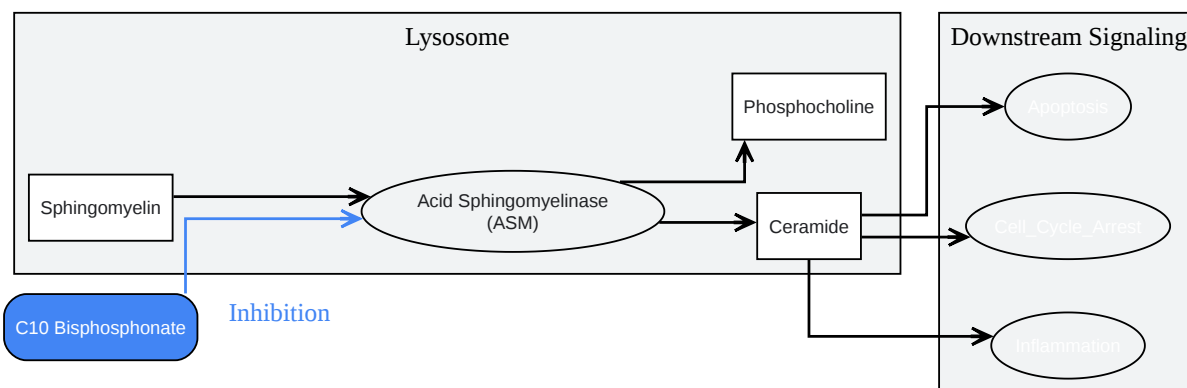 Lysosome
Downstream Signaling
Phosphocholine
Apoptosis
Sphingomyelin
Acid Sphingomyelinase
(ASM)
Ceramide
Cell_Cycle_Arrest
C10 Bisphosphonate
Inhibition
Inflammation